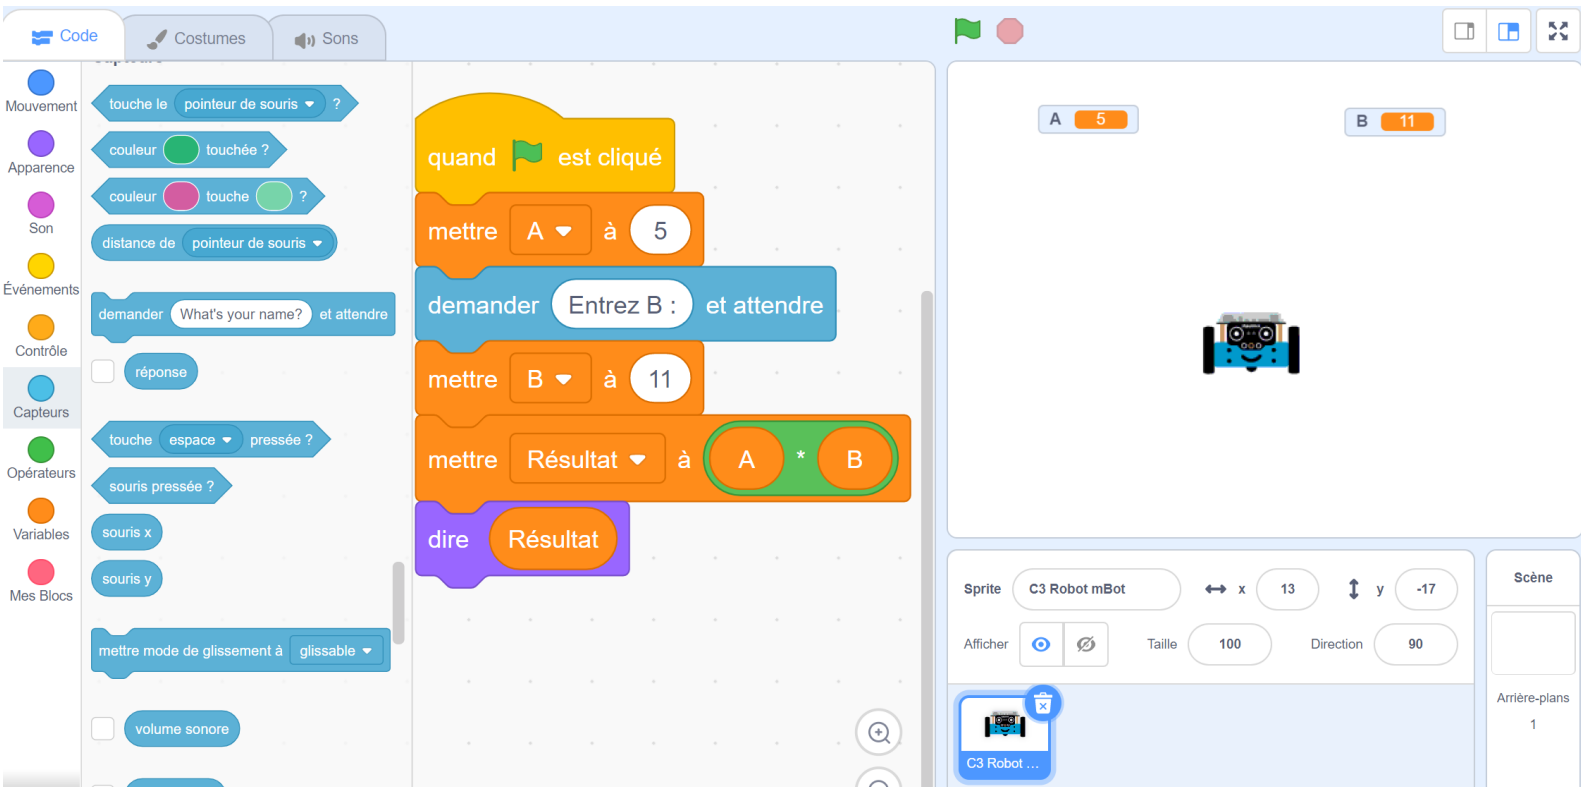 Code
Costumes
Sons
Mouvement
Apparence
Son
Événements
Contrôle
Capteurs
Opérateurs
Variables
Mes Blocs
Capteurs
touche le pointeur de souris ?
couleur touchée ?
couleur touche ?
distance de pointeur de souris
demander What's your name? et attendre
réponse
touche espace pressée ?
souris pressée ?
souris x
souris y
mettre mode de glissement à glissable
volume sonore
quand est cliqué
mettre A à 5
demander Entrez B : et attendre
mettre B à 11
mettre Résultat à A * B
dire Résultat
A 5
B 11
Sprite C3 Robot mBot x 13 y -17
Afficher Taille 100 Direction 90
C3 Robot ...
Scène
Arrière-plans
1